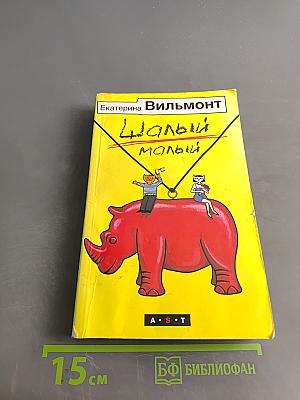 Екатерина Вильмонт
Шалый
малый
A·S·T
15 см
БФ БИБЛИОФАН